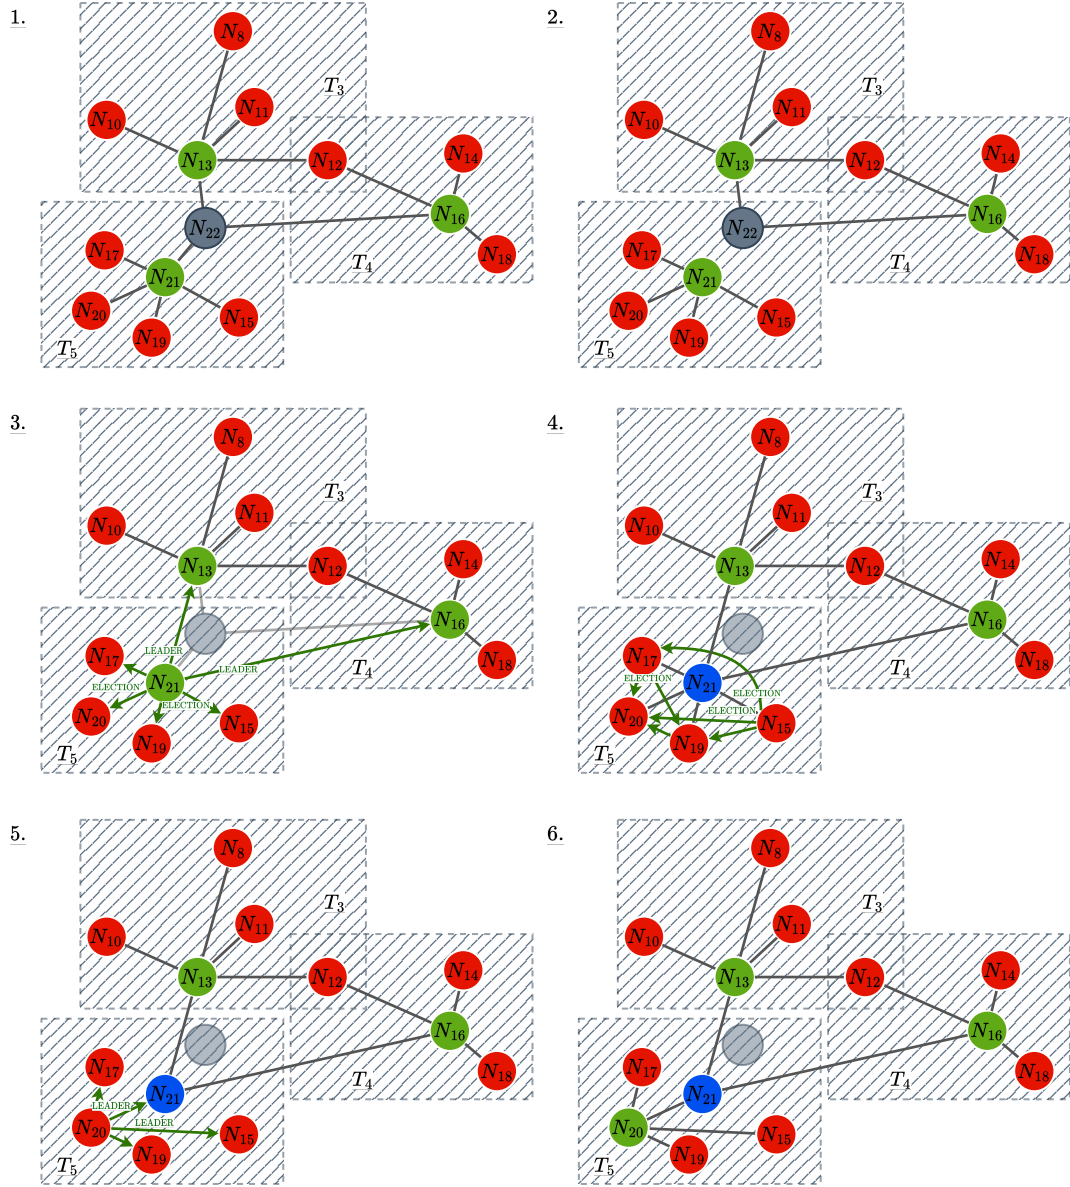 1.
N₈
T₃
N₁₁
N₁₀
N₁₃
N₁₂
N₁₄
N₁₆
N₂₂
N₁₇
N₁₈
T₄
N₂₁
N₂₀
N₁₅
N₁₉
T₅
2.
N₈
T₃
N₁₁
N₁₀
N₁₃
N₁₂
N₁₄
N₁₆
N₂₂
N₁₇
N₁₈
T₄
N₂₁
N₂₀
N₁₅
N₁₉
T₅
3.
N₈
T₃
N₁₁
N₁₀
N₁₃
N₁₂
N₁₄
N₁₆
LEADER
N₁₇
N₁₈
LEADER
T₄
N₂₁
ELECTION
ELECTION
N₂₀
N₁₅
N₁₉
T₅
4.
N₈
T₃
N₁₁
N₁₀
N₁₃
N₁₂
N₁₄
N₁₆
N₁₇
N₁₈
T₄
ELECTION
N₂₁
ELECTION
ELECTION
N₂₀
N₁₅
N₁₉
T₅
5.
N₈
T₃
N₁₁
N₁₀
N₁₃
N₁₂
N₁₄
N₁₆
N₁₇
N₁₈
T₄
N₂₁
LEADER
LEADER
N₂₀
N₁₅
N₁₉
T₅
6.
N₈
T₃
N₁₁
N₁₀
N₁₃
N₁₂
N₁₄
N₁₆
N₁₇
N₁₈
T₄
N₂₁
N₂₀
N₁₅
N₁₉
T₅